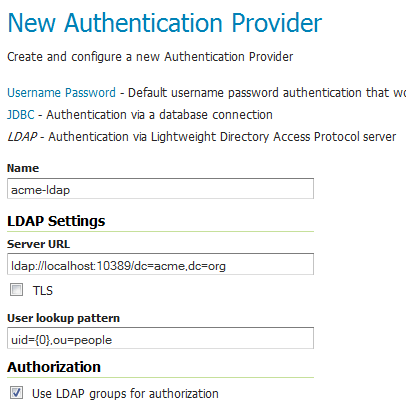 New Authentication Provider
Create and configure a new Authentication Provider
Username Password - Default username password authentication that
JDBC - Authentication via a database connection
LDAP - Authentication via Lightweight Directory Access Protocol server
Name
acme-ldap
LDAP Settings
Server URL
ldap://localhost:10389/dc=acme,dc=org
TLS
User lookup pattern
uid={0},ou=people
Authorization
Use LDAP groups for authorization